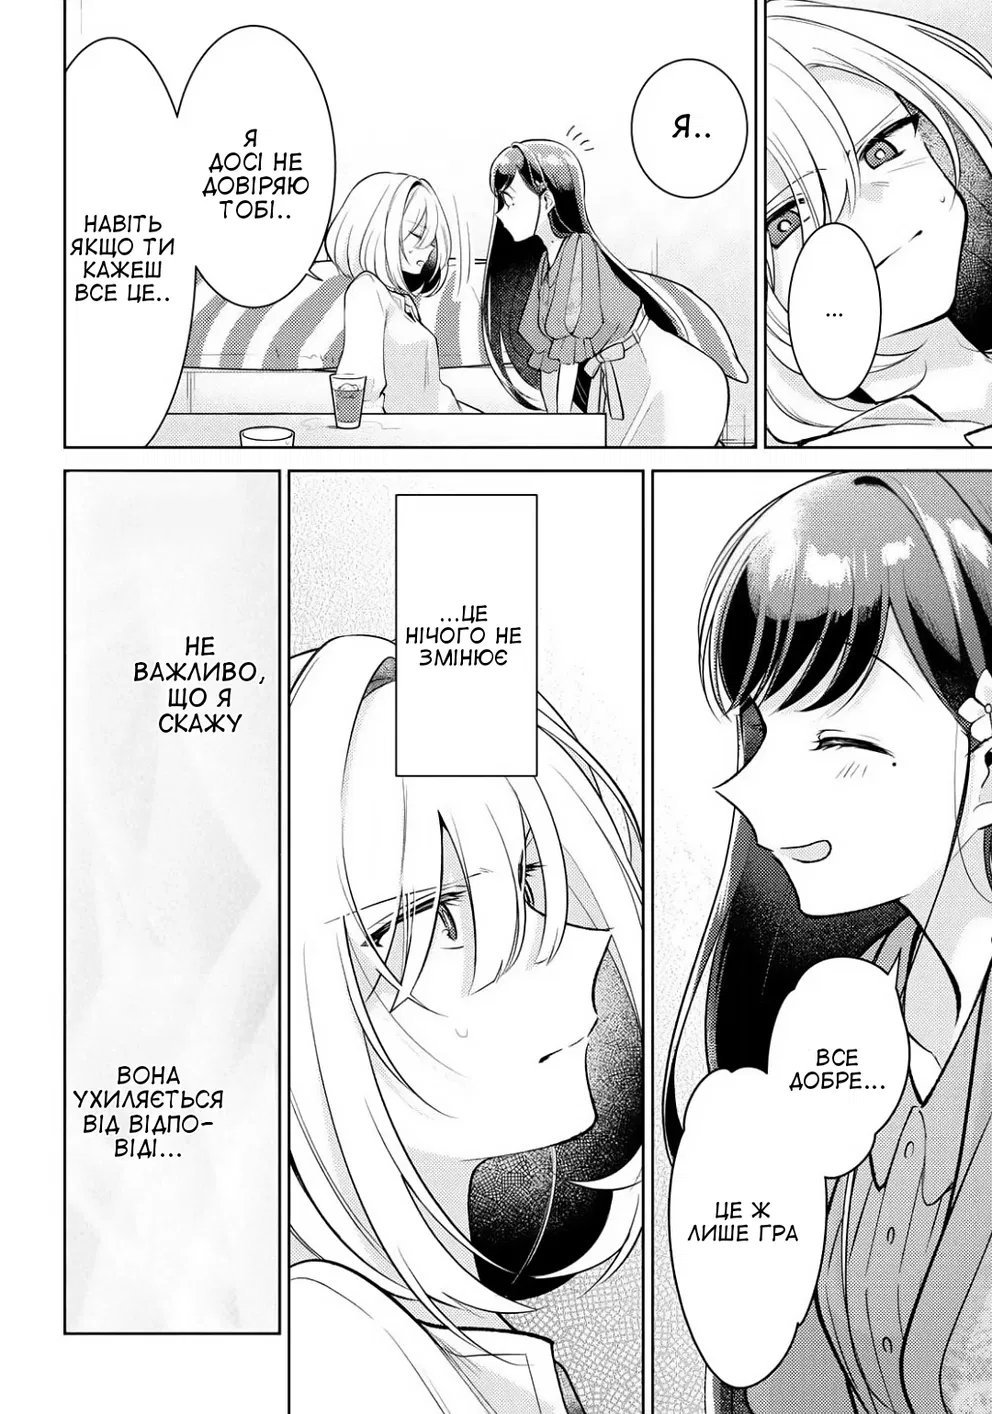 ...
Я..
Я
ДОСІ НЕ
ДОВІРЯЮ
ТОБІ..
НАВІТЬ
ЯКЩО ТИ
КАЖЕШ
ВСЕ ЦЕ..
ВСЕ
ДОБРЕ...
ЦЕ Ж
ЛИШЕ ГРА
...ЦЕ
НІЧОГО НЕ
ЗМІНЮЄ
НЕ
ВАЖЛИВО,
ЩО Я
СКАЖУ
ВОНА
УХИЛЯЄТЬСЯ
ВІД ВІДПО-
ВІДІ...